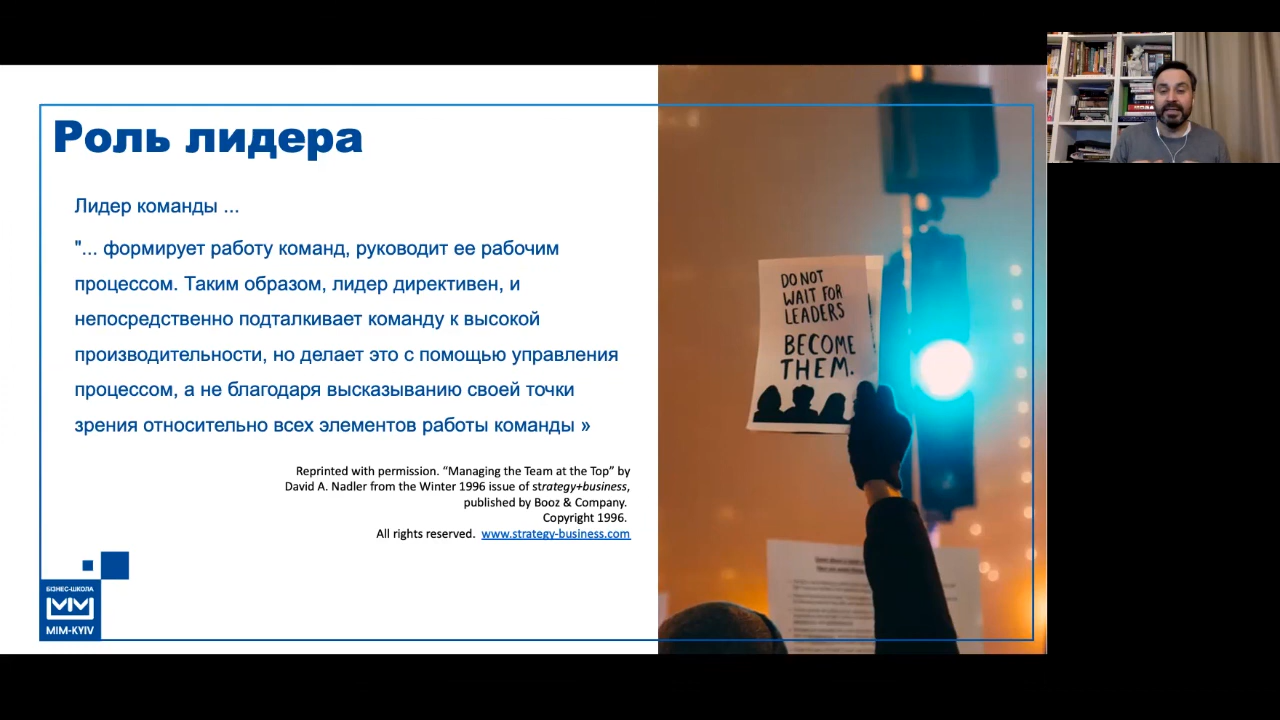 Роль лидера
Лидер команды ...
"... формирует работу команд, руководит ее рабочим
процессом. Таким образом, лидер директивен, и
непосредственно подталкивает команду к высокой
производительности, но делает это с помощью управления
процессом, а не благодаря высказыванию своей точки
зрения относительно всех элементов работы команды »
Reprinted with permission. “Managing the Team at the Top” by
David A. Nadler from the Winter 1996 issue of strategy+business,
published by Booz & Company.
Copyright 1996.
All rights reserved. www.strategy-business.com
БІЗНЕС-ШКОЛА
MIM-KYIV
DO NOT
WAIT FOR
LEADERS
BECOME
THEM.